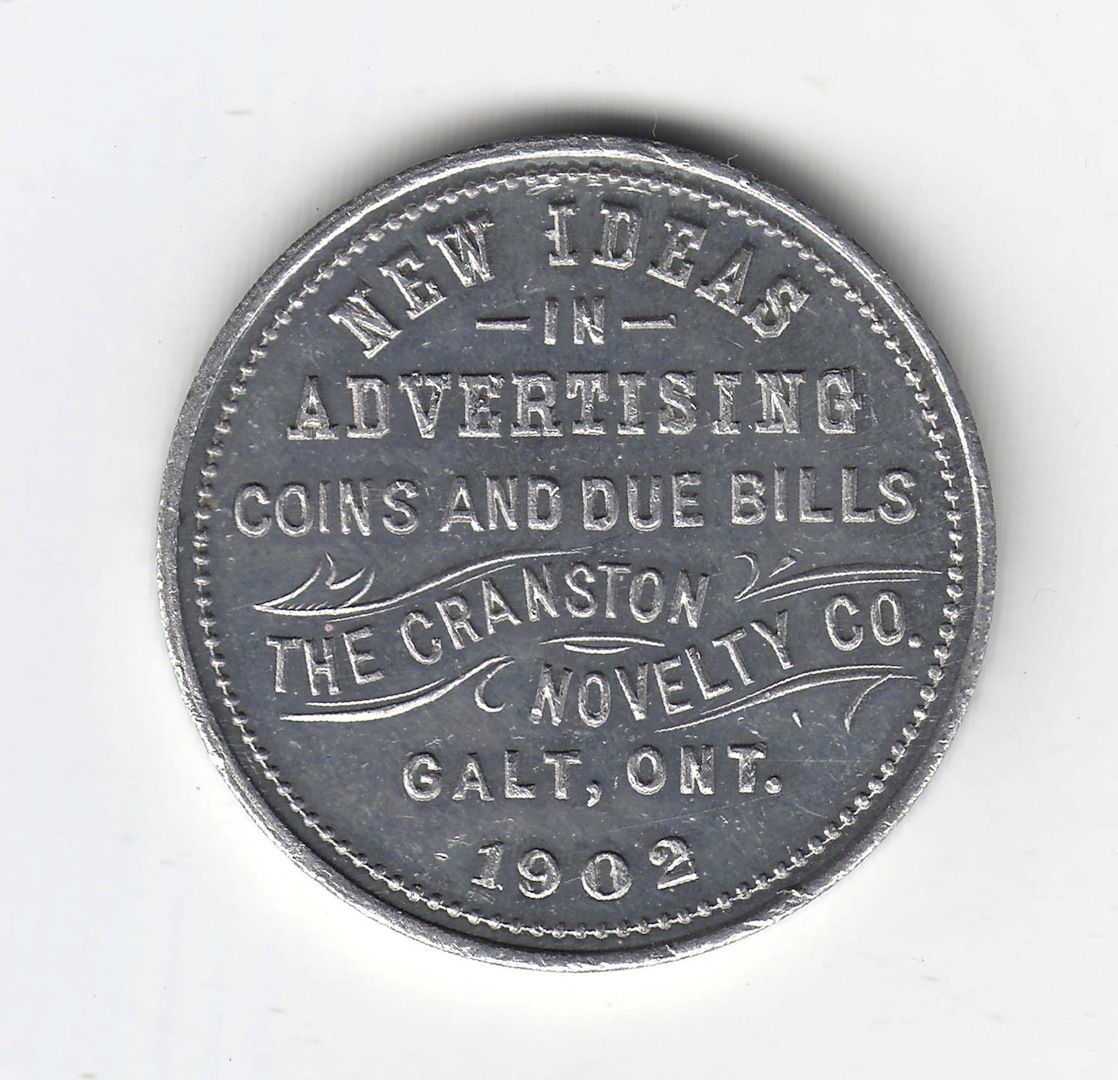 NEW IDEAS
—IN—
ADVERTISING
COINS AND DUE BILLS
THE CRANSTON
NOVELTY CO.
GALT, ONT.
1902